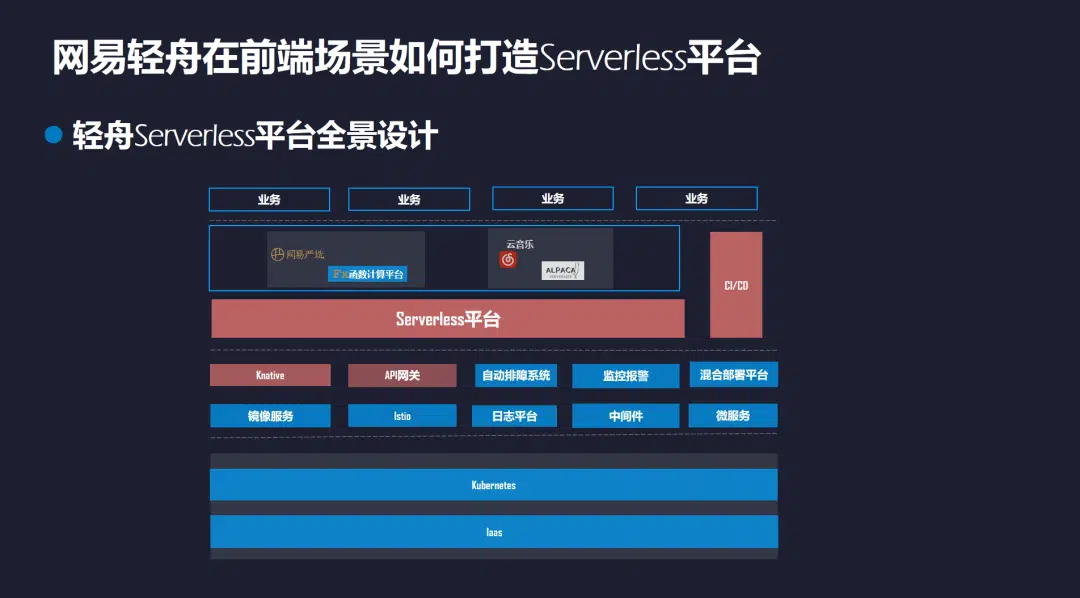 网易轻舟在前端场景如何打造Serverless平台
轻舟Serverless平台全景设计
业务 业务 业务 业务
网易严选
Fx函数计算平台
云音乐
ALPACA
SERVERLESS
CI/CD
Serverless平台
Knative API网关 自动排障系统 监控报警 混合部署平台
镜像服务 Istio 日志平台 中间件 微服务
Kubernetes
Iaas